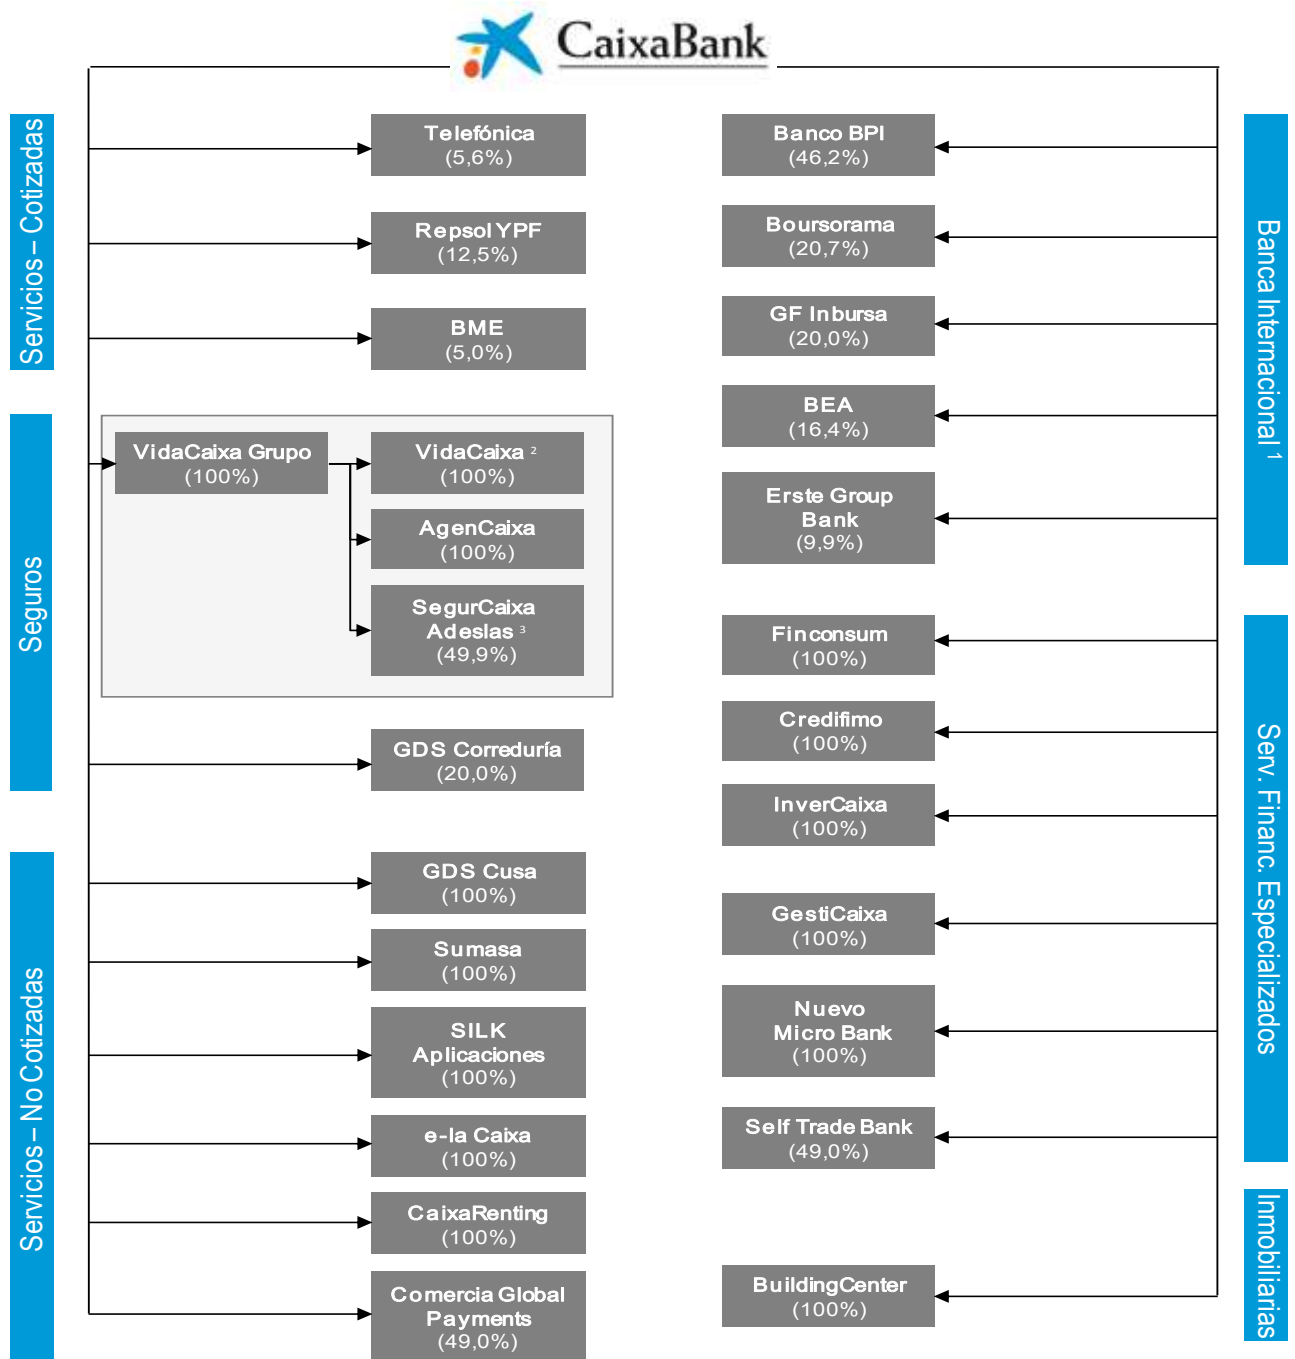 CaixaBank
Servicios – Cotizadas
Telefónica
(5,6%)
Repsol YPF
(12,5%)
BME
(5,0%)
Seguros
VidaCaixa Grupo
(100%)
VidaCaixa ²
(100%)
AgenCaixa
(100%)
SegurCaixa
Adeslas ³
(49,9%)
GDS Correduría
(20,0%)
Servicios – No Cotizadas
GDS Cusa
(100%)
Sumasa
(100%)
SILK
Aplicaciones
(100%)
e-la Caixa
(100%)
CaixaRenting
(100%)
Comercia Global
Payments
(49,0%)
Banca Internacional ¹
Banco BPI
(46,2%)
Boursorama
(20,7%)
GF Inbursa
(20,0%)
BEA
(16,4%)
Erste Group
Bank
(9,9%)
Serv. Financ. Especializados
Finconsum
(100%)
Credifimo
(100%)
InverCaixa
(100%)
GestiCaixa
(100%)
Nuevo
Micro Bank
(100%)
Self Trade Bank
(49,0%)
Inmobiliarias
BuildingCenter
(100%)